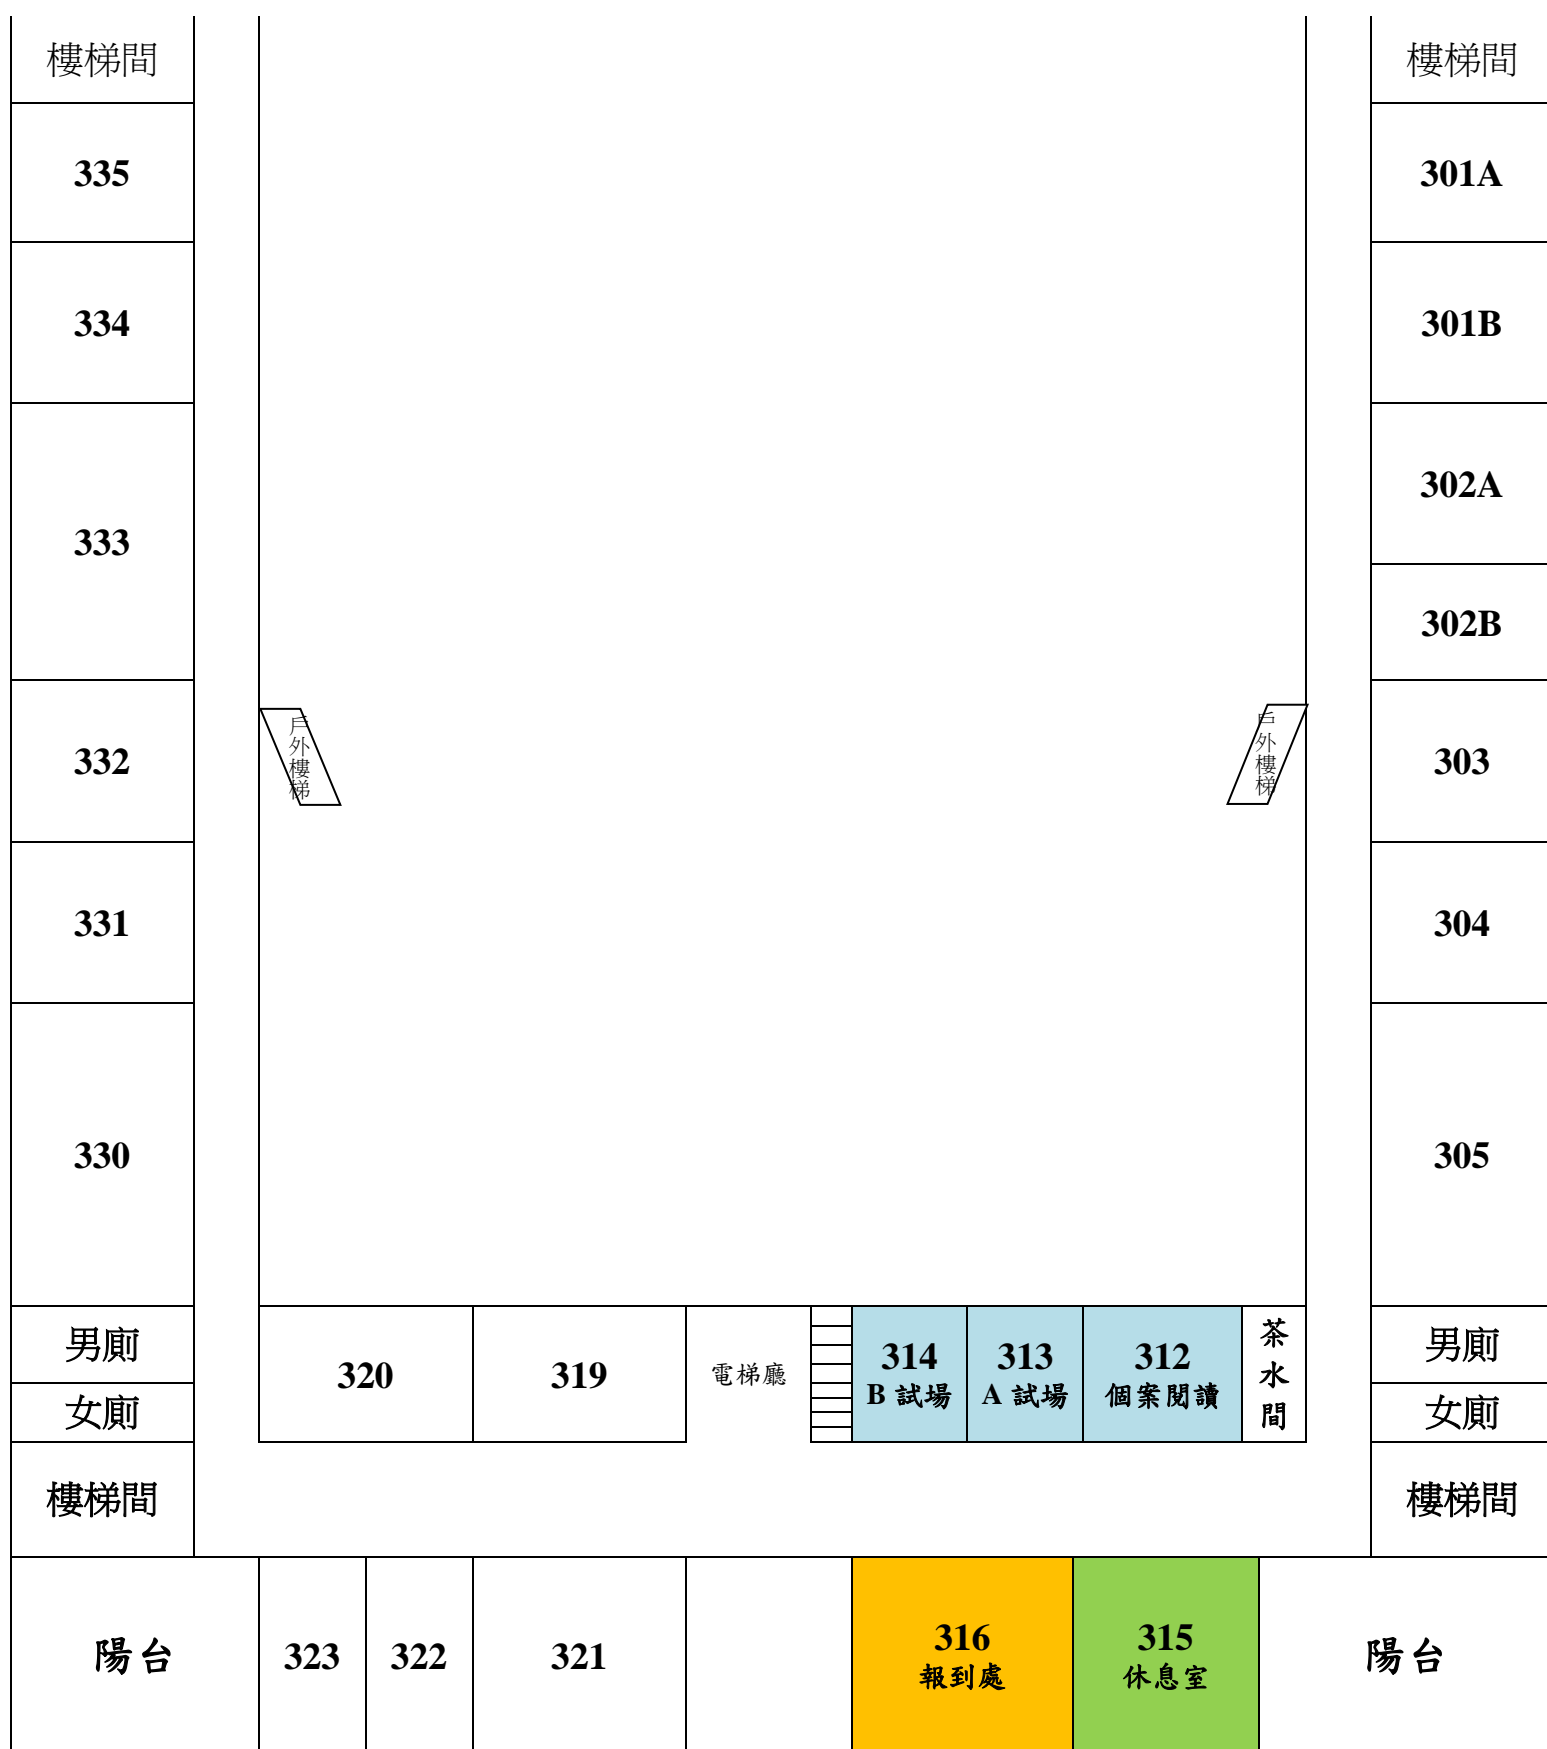 樓梯間
樓梯間
335
301A
334
301B
302A
333
302B
戶外樓梯
戶外樓梯
332
303
331
304
330
305
男廁
女廁
320
319
電梯廳
314
B 試場
313
A 試場
312
個案閱讀
茶水間
男廁
女廁
樓梯間
樓梯間
陽台
323
322
321
316
報到處
315
休息室
陽台